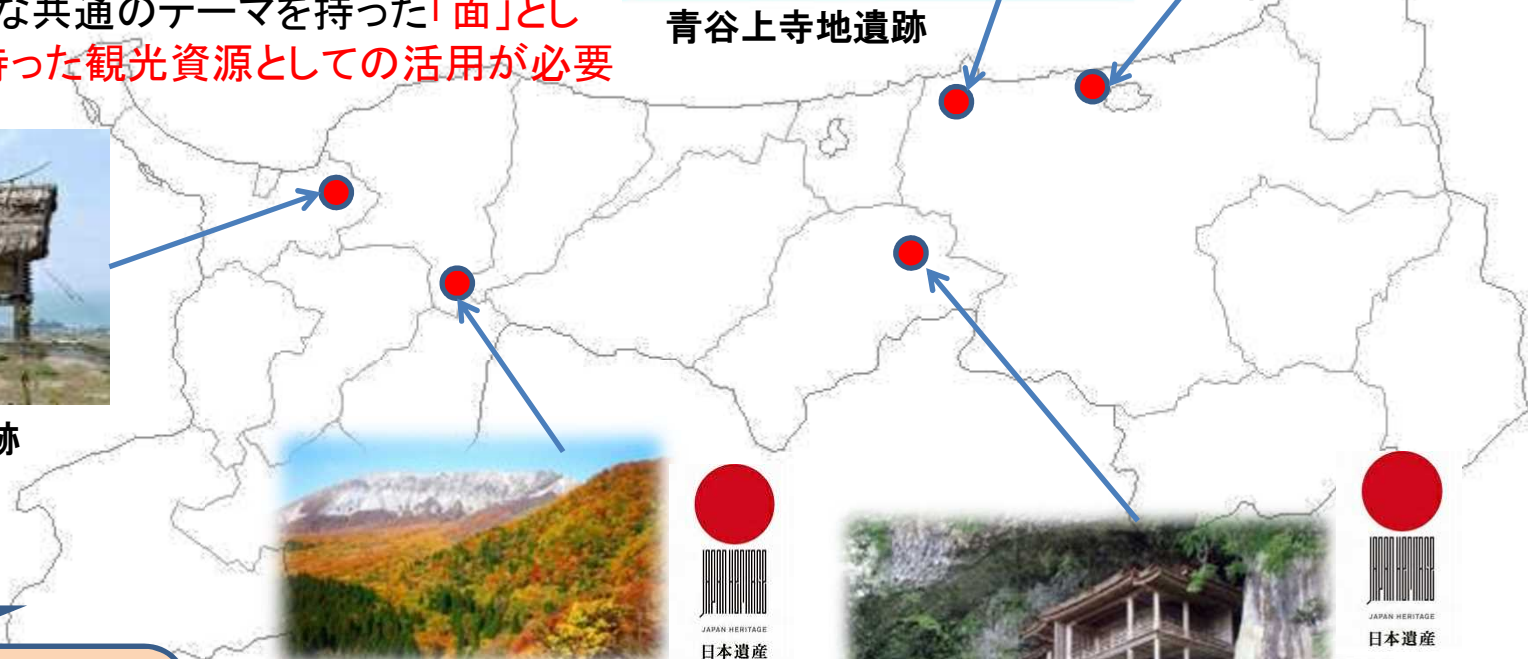 な共通のテーマを持った「面」とし
持った観光資源としての活用が必要
青谷上寺地遺跡
跡
JAPAN HERITAGE
日本遺産
JAPAN HERITAGE
日本遺産